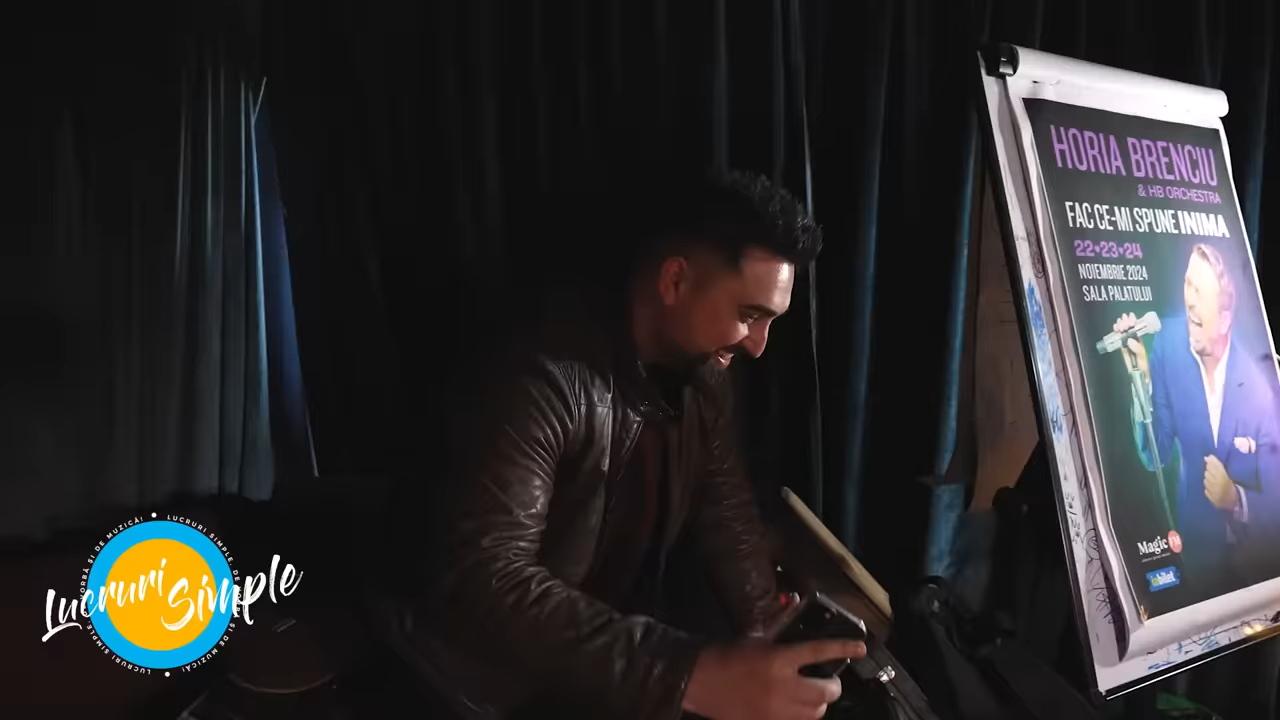 HORIA BRENCIU
& HB ORCHESTRA
FAC CE-MI SPUNE INIMA
22•23•24
NOIEMBRIE 2024
SALA PALATULUI
Magic FM
iabilet
Lucruri Simple